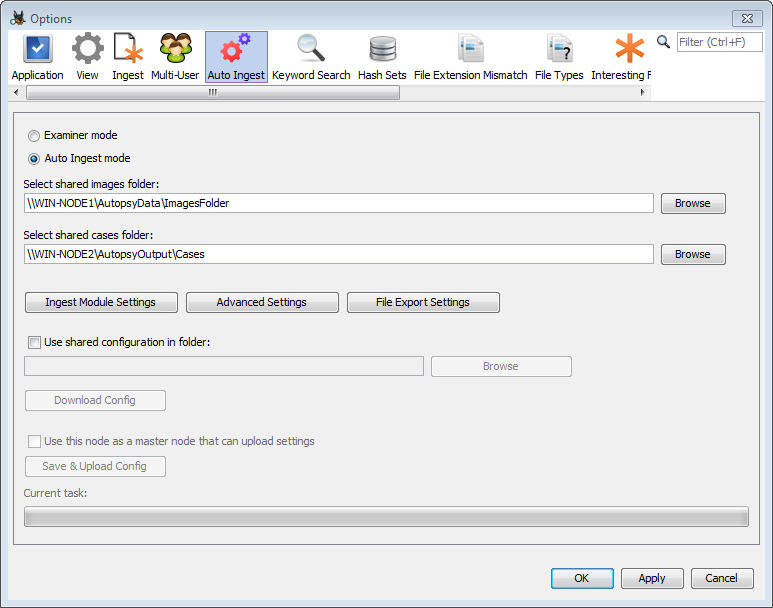 Options
Application View Ingest Multi-User Auto Ingest Keyword Search Hash Sets File Extension Mismatch File Types Interesting F
Filter (Ctrl+F)
Examiner mode
Auto Ingest mode
Select shared images folder:
\\WIN-NODE1\AutopsyData\ImagesFolder Browse
Select shared cases folder:
\\WIN-NODE2\AutopsyOutput\Cases Browse
Ingest Module Settings Advanced Settings File Export Settings
Use shared configuration in folder:
Browse
Download Config
Use this node as a master node that can upload settings
Save & Upload Config
Current task:
OK Apply Cancel